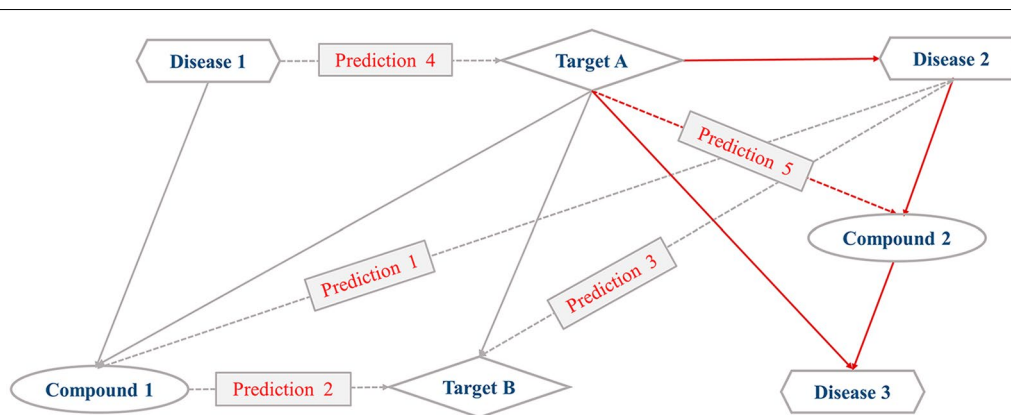 Disease 1
Prediction 4
Target A
Disease 2
Prediction 5
Compound 2
Prediction 1
Prediction 3
Compound 1
Prediction 2
Target B
Disease 3